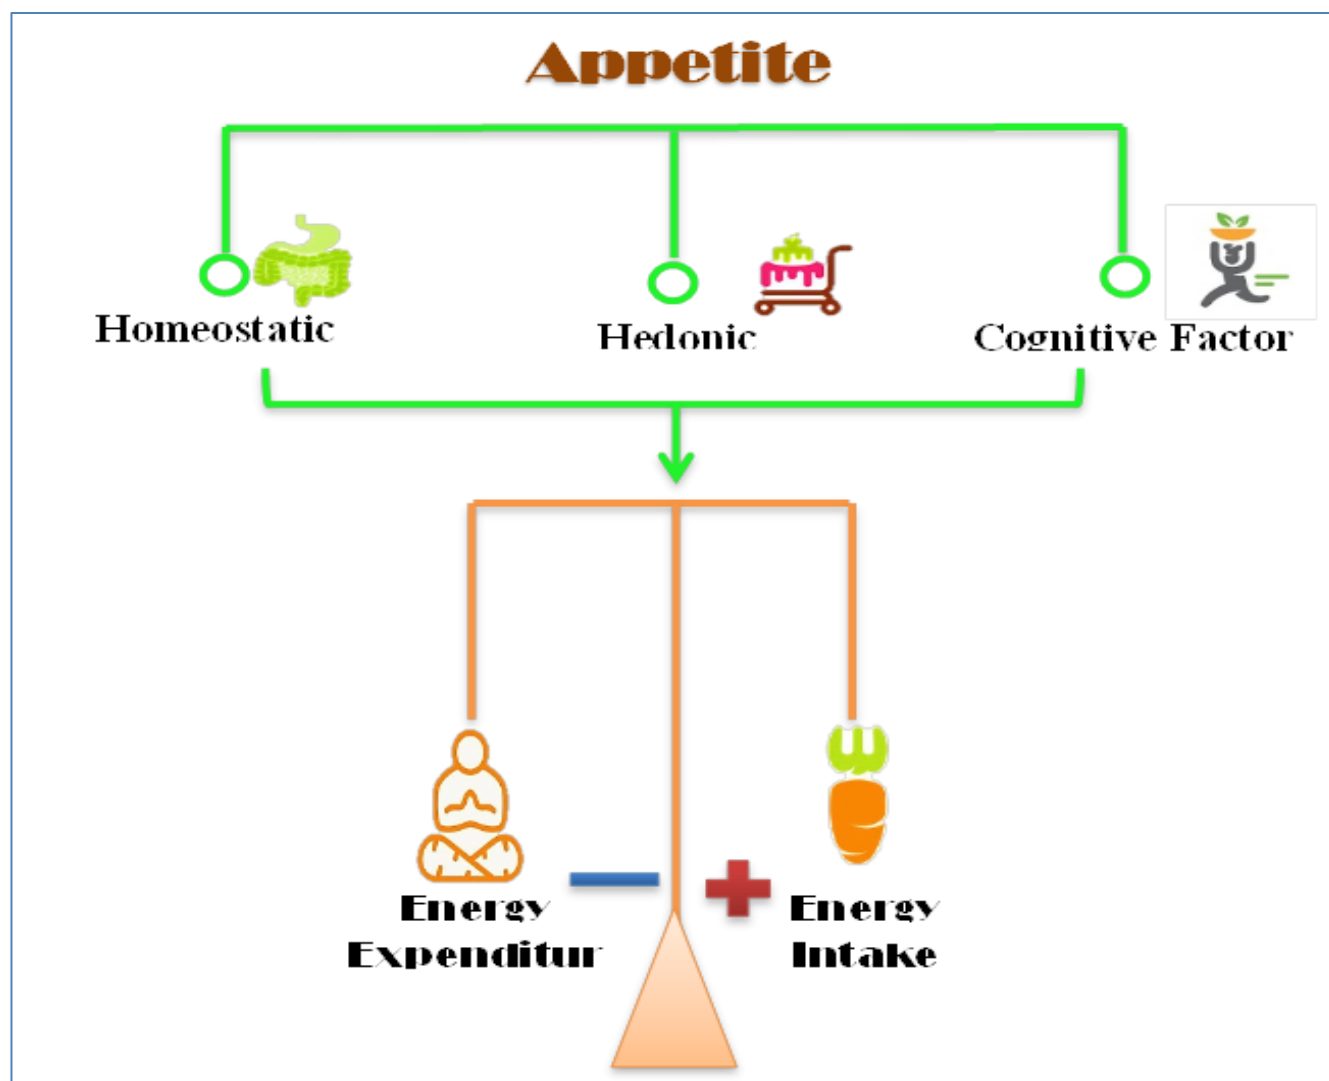 Appetite
Homeostatic
Hedonic
Cognitive Factor
Energy
Expenditur
Energy
Intake